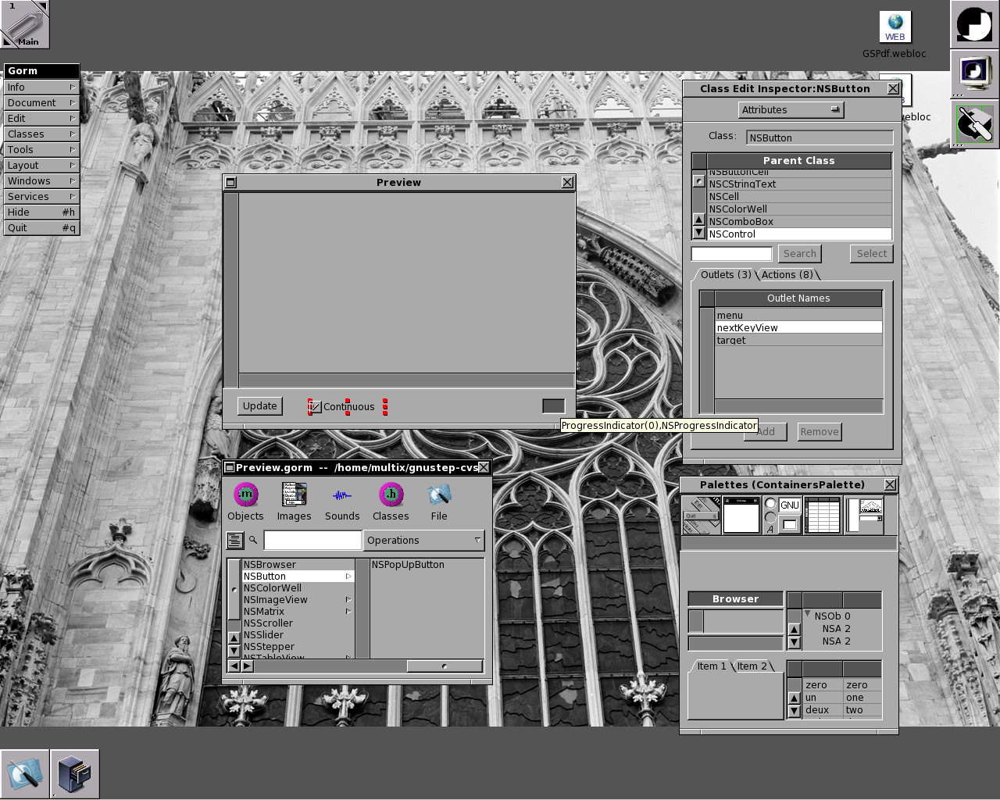 1
Main
WEB
GSPdf.webloc
Gorm
Info
Document
Edit
Classes
Tools
Layout
Windows
Services
Hide #h
Quit #q
Class Edit Inspector:NSButton
Attributes
Class: NSButton
Parent Class
NSButtonCell
NSCStringText
NSCell
NSColorWell
NSComboBox
NSControl
Search
Select
Outlets (3)
Actions (8)
Outlet Names
menu
nextKeyView
target
Add
Remove
Preview
Update
Continuous
ProgressIndicator(0),NSProgressIndicator
Preview.gorm -- /home/multix/gnustep-cvs
Objects
Images
Sounds
Classes
File
.m
.h
Operations
NSBrowser
NSButton
NSColorWell
NSImageView
NSMatrix
NSScroller
NSSlider
NSStepper
NSTableView
NSPopUpButton
Palettes (ContainersPalette)
Quit q
GNU
A
Browser
NSOb 0
NSA 2
NSA 2
Item 1
Item 2
zero zero
un one
deux two